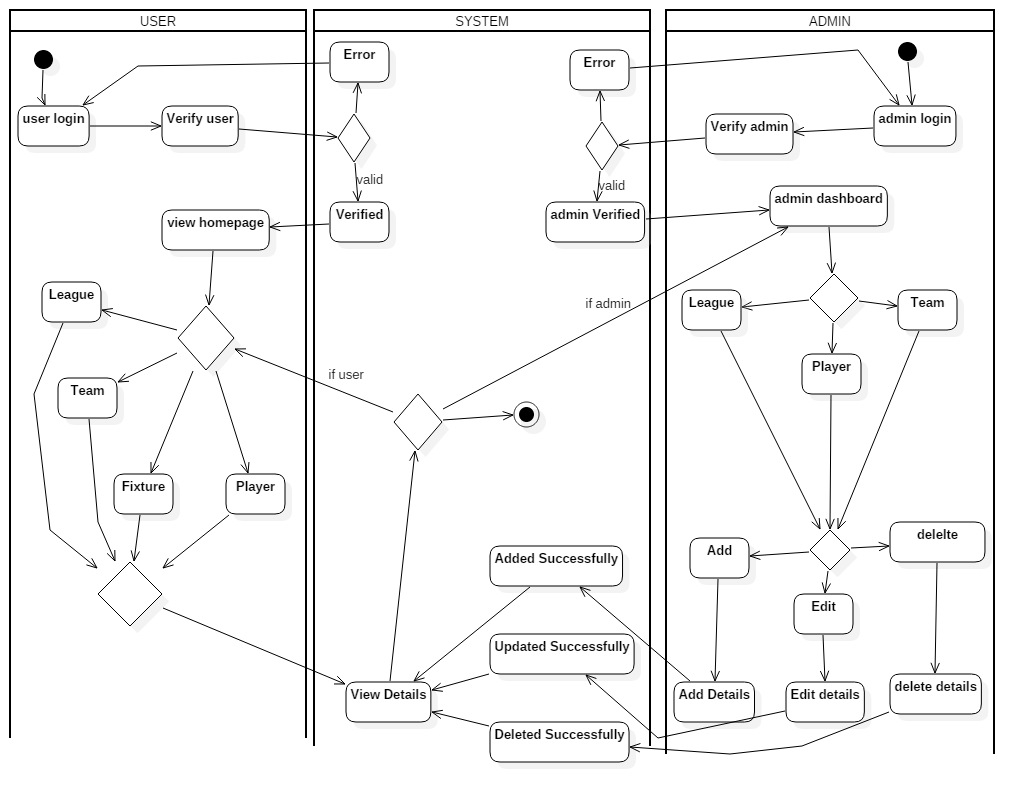 USER
SYSTEM
ADMIN
Error
Error
user login
Verify user
Verify admin
admin login
valid
valid
view homepage
Verified
admin Verified
admin dashboard
League
if admin
League
Team
if user
Player
Team
Fixture
Player
Added Successfully
Add
delelte
Edit
Updated Successfully
View Details
Add Details
Edit details
delete details
Deleted Successfully